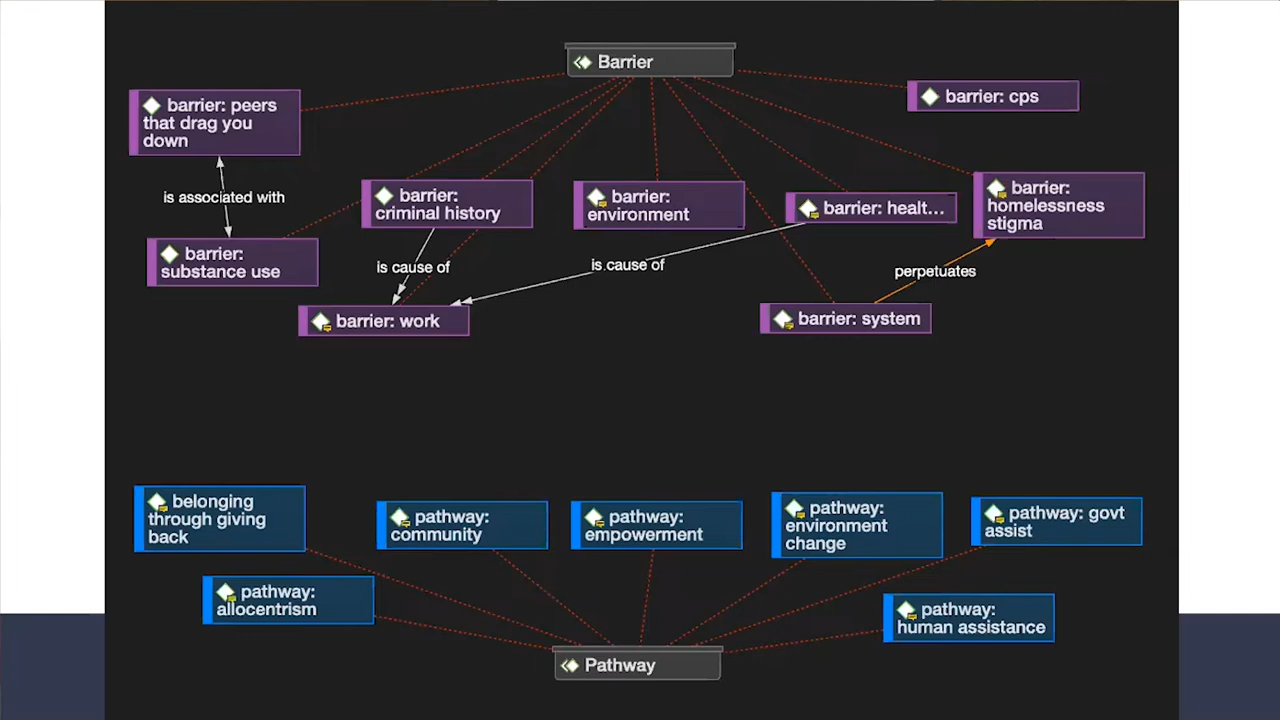 Barrier
barrier: peers
that drag you
down
barrier: cps
is associated with
barrier:
criminal history
barrier:
environment
barrier: healt...
barrier:
homelessness
stigma
barrier:
substance use
is cause of
is cause of
perpetuates
barrier: work
barrier: system
belonging
through giving
back
pathway:
community
pathway:
empowerment
pathway:
environment
change
pathway: govt
assist
pathway:
allocentrism
pathway:
human assistance
Pathway